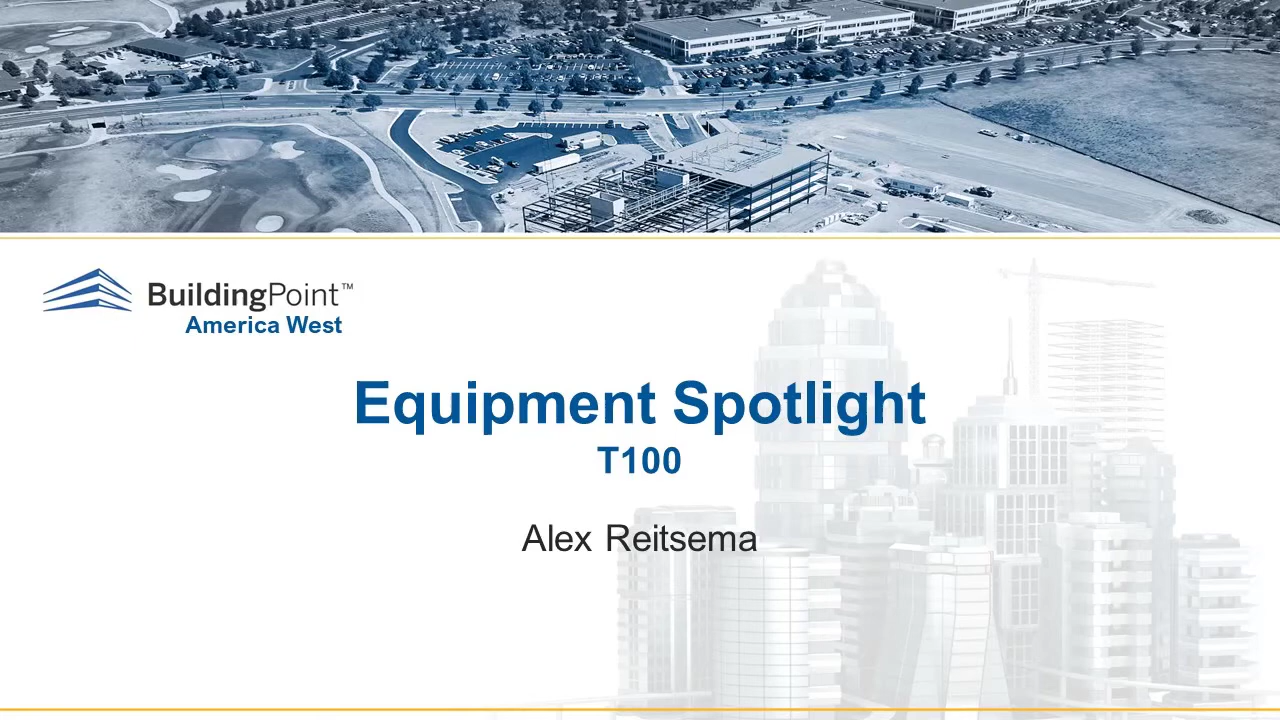 BuildingPoint™
America West
Equipment Spotlight
T100
Alex Reitsema